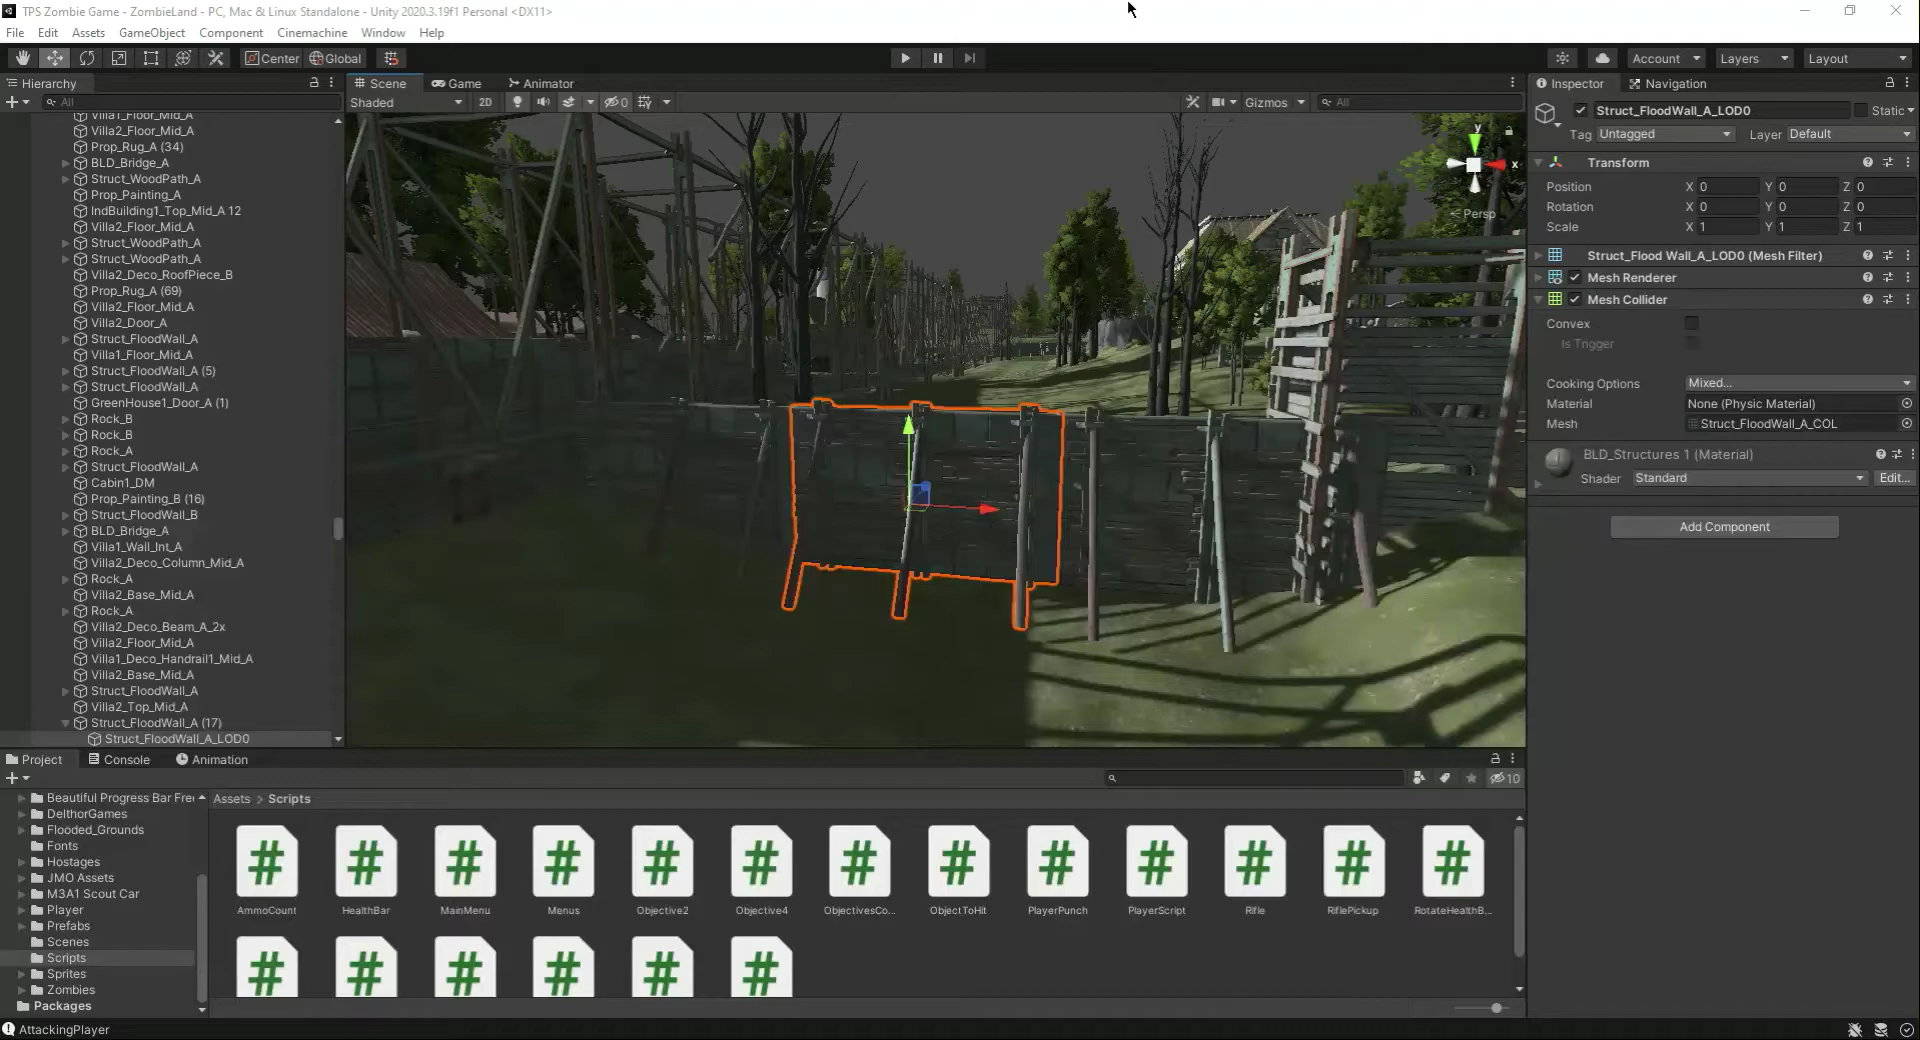 TPS Zombie Game - ZombieLand - PC, Mac & Linux Standalone - Unity 2020.3.19f1 Personal <DX11>
File Edit Assets GameObject Component Cinemachine Window Help
Center Global Account Layers Layout
Hierarchy
All
Villa1_Floor_Mid_A
Villa2_Floor_Mid_A
Prop_Rug_A (34)
BLD_Bridge_A
Struct_WoodPath_A
Prop_Painting_A
IndBuilding1_Top_Mid_A 12
Villa2_Floor_Mid_A
Struct_WoodPath_A
Struct_WoodPath_A
Villa2_Deco_RoofPiece_B
Prop_Rug_A (69)
Villa2_Floor_Mid_A
Villa2_Door_A
Struct_FloodWall_A
Villa1_Floor_Mid_A
Struct_FloodWall_A (5)
Struct_FloodWall_A
GreenHouse1_Door_A (1)
Rock_B
Rock_B
Rock_A
Struct_FloodWall_A
Cabin1_DM
Prop_Painting_B (16)
Struct_FloodWall_B
BLD_Bridge_A
Villa1_Wall_Int_A
Villa2_Deco_Column_Mid_A
Rock_A
Villa2_Base_Mid_A
Rock_A
Villa2_Deco_Beam_A_2x
Villa2_Floor_Mid_A
Villa1_Deco_Handrail1_Mid_A
Villa2_Base_Mid_A
Struct_FloodWall_A
Villa2_Top_Mid_A
Struct_FloodWall_A (17)
Struct_FloodWall_A_LOD0
Scene Game Animator
Shaded 2D 0 Gizmos All
y
x
Persp
Inspector Navigation
Struct_FloodWall_A_LOD0 Static
Tag Untagged Layer Default
Transform
Position X 0 Y 0 Z 0
Rotation X 0 Y 0 Z 0
Scale X 1 Y 1 Z 1
Struct_Flood Wall_A_LOD0 (Mesh Filter)
Mesh Renderer
Mesh Collider
Convex
Is Trigger
Cooking Options Mixed...
Material None (Physic Material)
Mesh Struct_FloodWall_A_COL
BLD_Structures 1 (Material)
Shader Standard Edit...
Add Component
Project Console Animation
10
Beautiful Progress Bar Free
DelthorGames
Flooded_Grounds
Fonts
Hostages
JMO Assets
M3A1 Scout Car
Player
Prefabs
Scenes
Scripts
Sprites
Zombies
Packages
Assets > Scripts
AmmoCount HealthBar MainMenu Menus Objective2 Objective4 ObjectivesCo... ObjectToHit PlayerPunch PlayerScript Rifle RiflePickup RotateHealthB...
AttackingPlayer